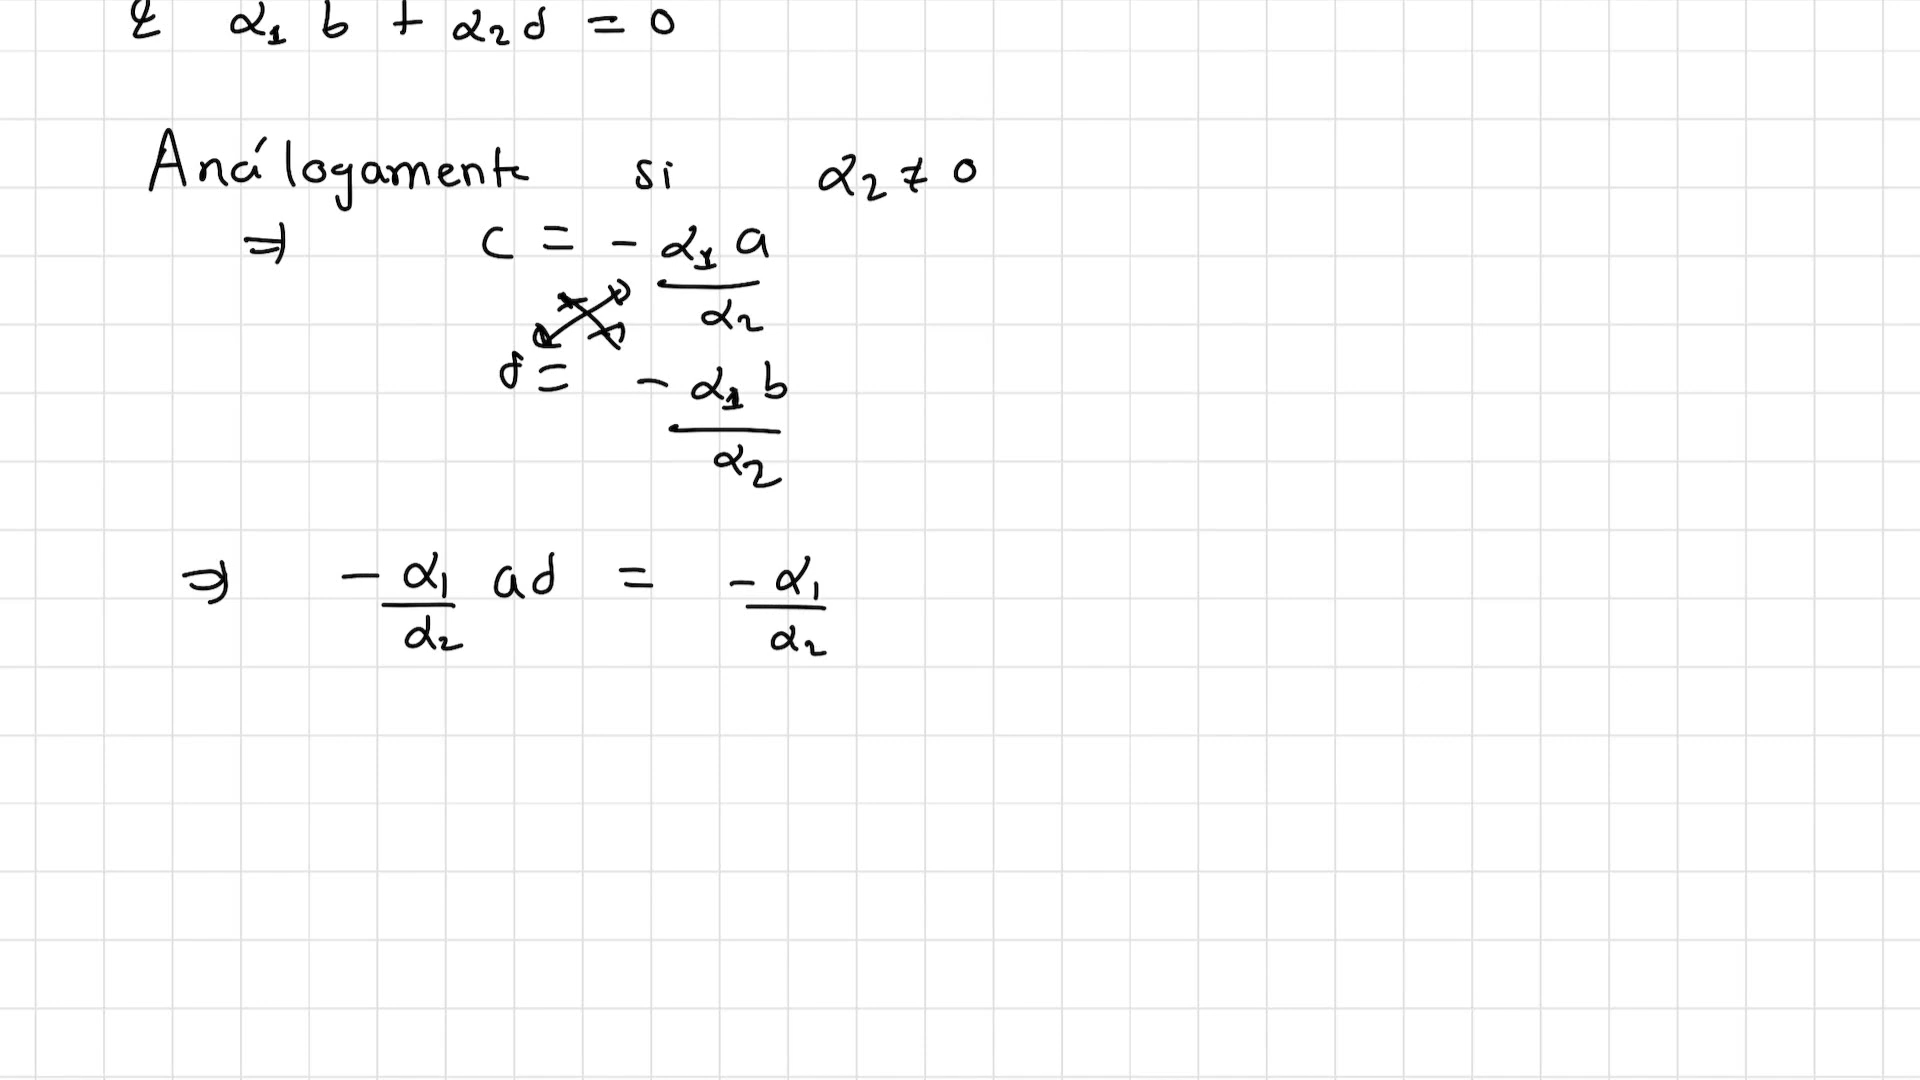 & α₁ b + α₂ d = 0
Análogamente si α₂ ≠ 0
⇒ c = - α₁ a / α₂
d = - α₁ b / α₂
⇒ - α₁ / α₂ ad = - α₁ / α₂